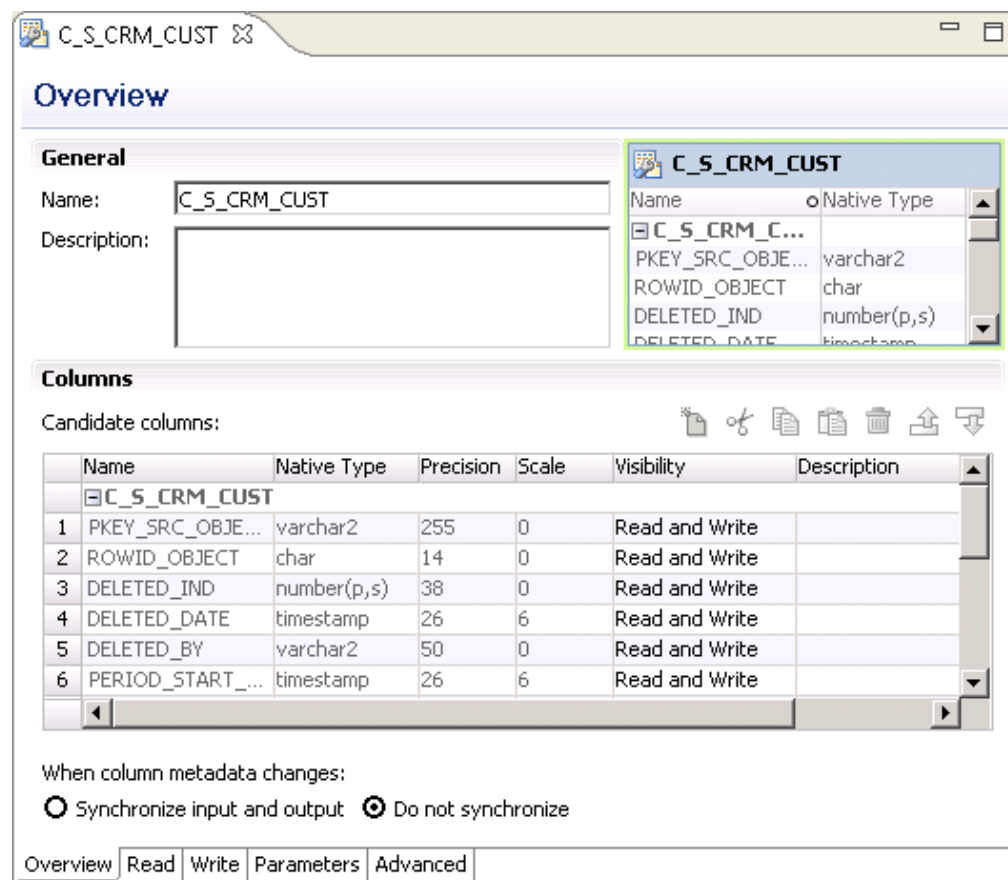 C_S_CRM_CUST
Overview
General
Name: C_S_CRM_CUST
Description:
C_S_CRM_CUST
Name Native Type
C_S_CRM_C...
PKEY_SRC_OBJE... varchar2
ROWID_OBJECT char
DELETED_IND number(p,s)
DELETED_DATE timestamp
Columns
Candidate columns:
Name Native Type Precision Scale Visibility Description
C_S_CRM_CUST
1 PKEY_SRC_OBJE... varchar2 255 0 Read and Write
2 ROWID_OBJECT char 14 0 Read and Write
3 DELETED_IND number(p,s) 38 0 Read and Write
4 DELETED_DATE timestamp 26 6 Read and Write
5 DELETED_BY varchar2 50 0 Read and Write
6 PERIOD_START_... timestamp 26 6 Read and Write
When column metadata changes:
Synchronize input and output Do not synchronize
Overview Read Write Parameters Advanced